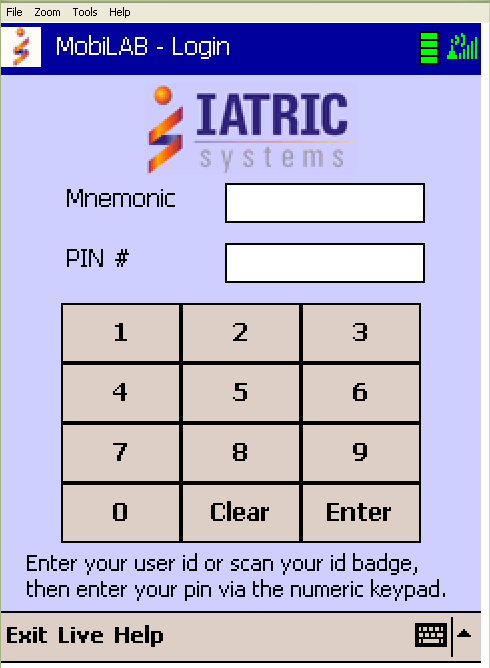 File Zoom Tools Help
MobiLAB - Login
IATRIC
systems
Mnemonic
PIN #
1 2 3
4 5 6
7 8 9
0 Clear Enter
Enter your user id or scan your id badge,
then enter your pin via the numeric keypad.
Exit Live Help